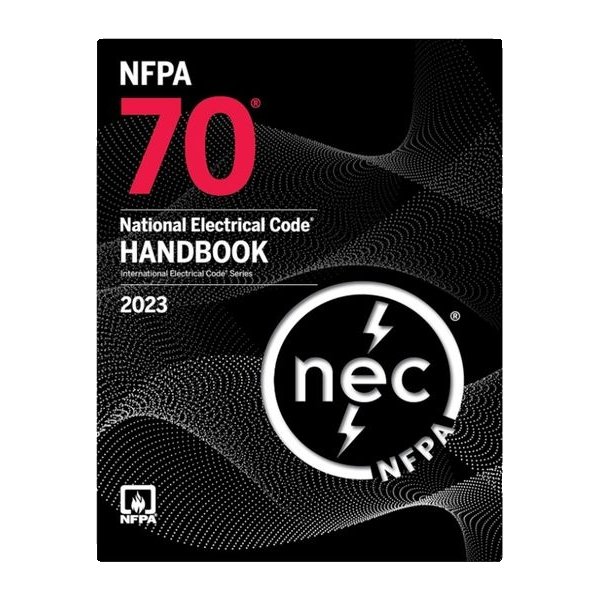 NFPA
70®
National Electrical Code®
HANDBOOK
International Electrical Code® Series
2023
nec®
NFPA
NFPA®